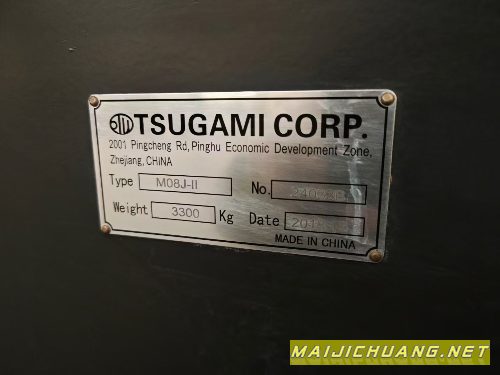 TSUGAMI CORP.
2001 Pingcheng Rd, Pinghu Economic Development Zone,
Zhejiang, CHINA
Type M08J-II No.
Weight 3300 Kg Date
MADE IN CHINA
MAIJICHUANG.NET